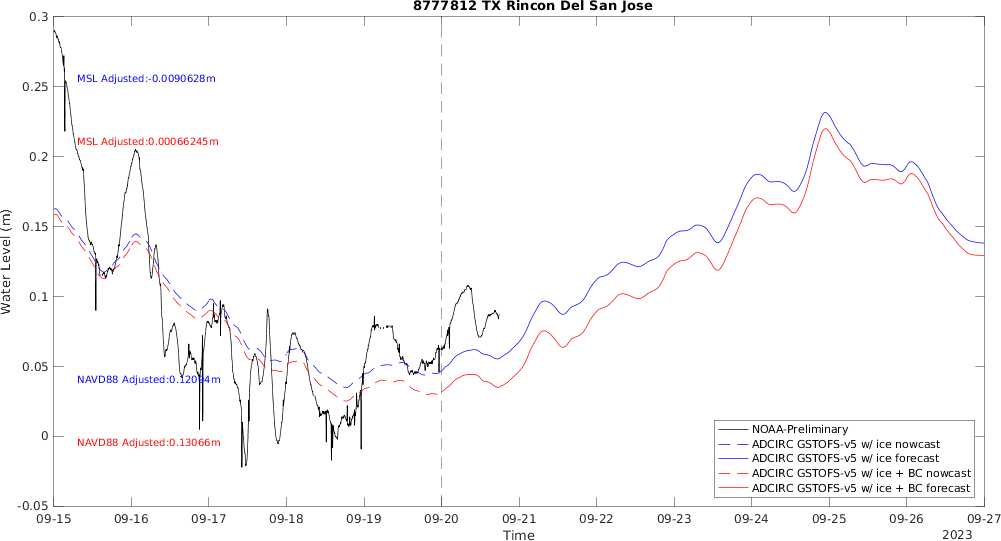 8777812 TX Rincon Del San Jose
0.3
0.25
0.2
0.15
0.1
0.05
0
-0.05
Water Level (m)
MSL Adjusted:-0.0090628m
MSL Adjusted:0.00066245m
NAVD88 Adjusted:0.12094m
NAVD88 Adjusted:0.13066m
NOAA-Preliminary
ADCIRC GSTOFS-v5 w/ ice nowcast
ADCIRC GSTOFS-v5 w/ ice forecast
ADCIRC GSTOFS-v5 w/ ice + BC nowcast
ADCIRC GSTOFS-v5 w/ ice + BC forecast
09-15 09-16 09-17 09-18 09-19 09-20 09-21 09-22 09-23 09-24 09-25 09-26 09-27
Time
2023